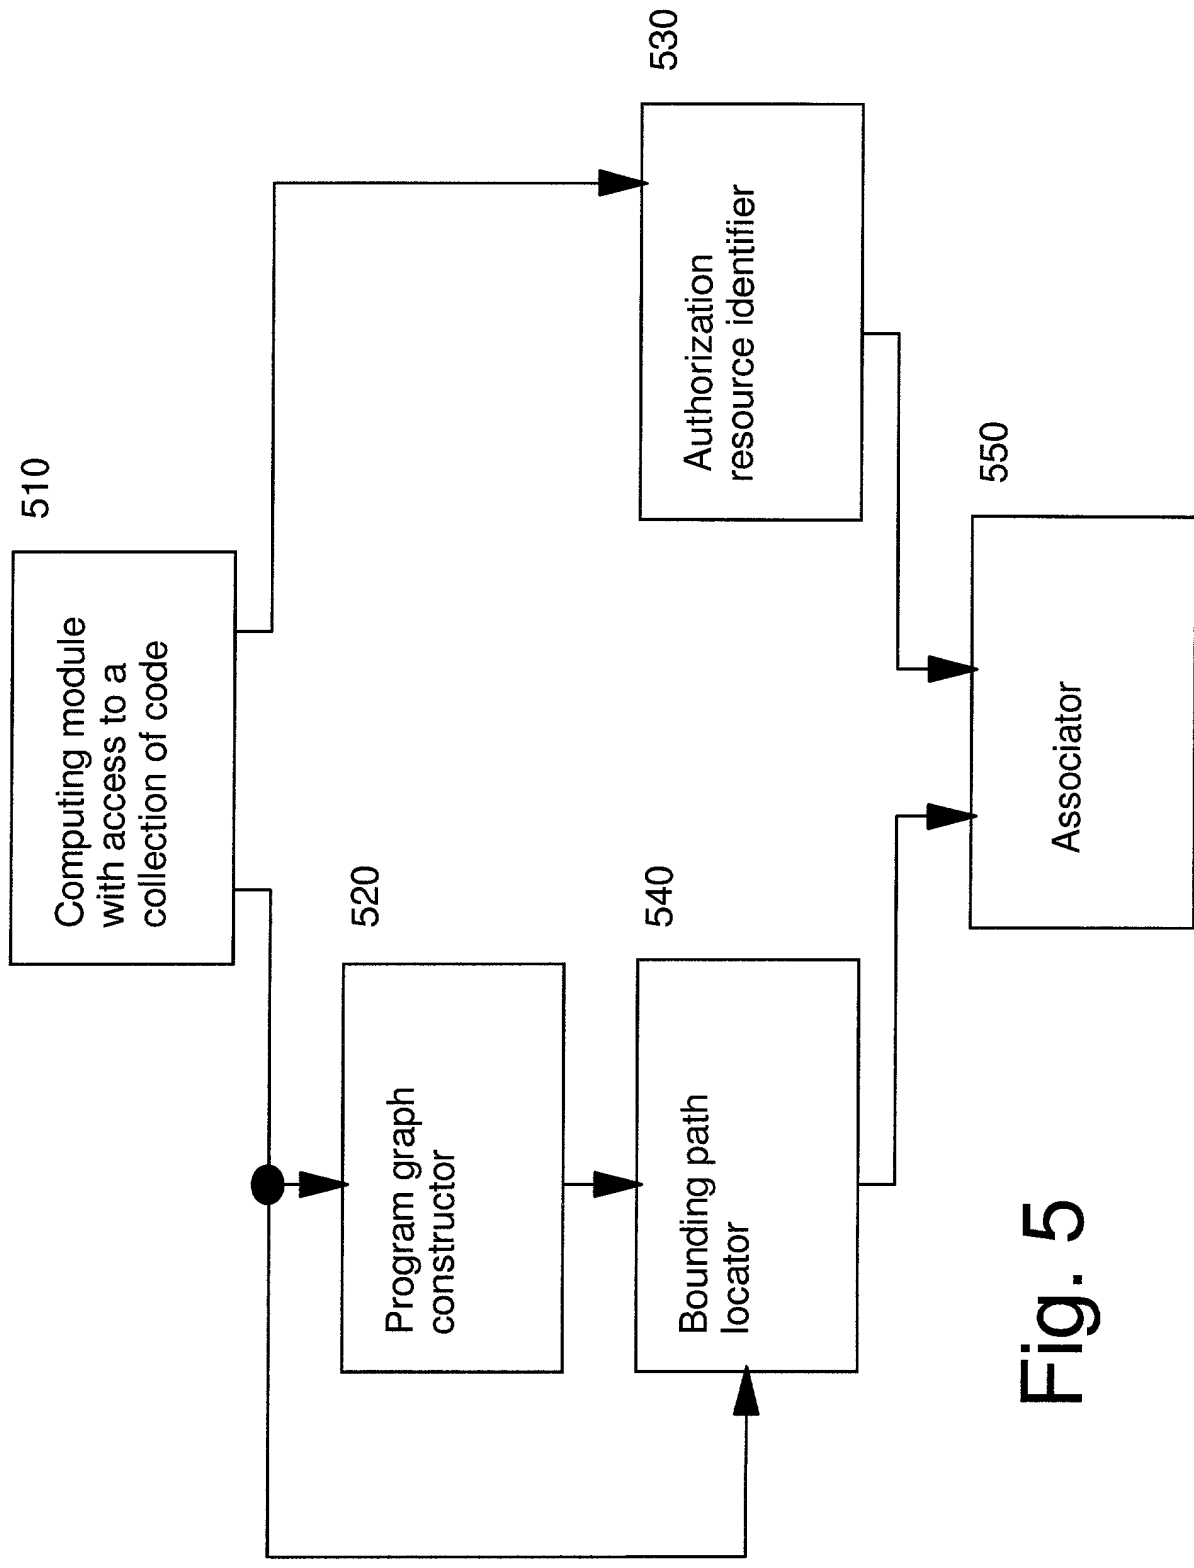 510
Computing module
with access to a
collection of code
520
Program graph
constructor
530
Authorization
resource identifier
540
Bounding path
locator
550
Associator
Fig. 5